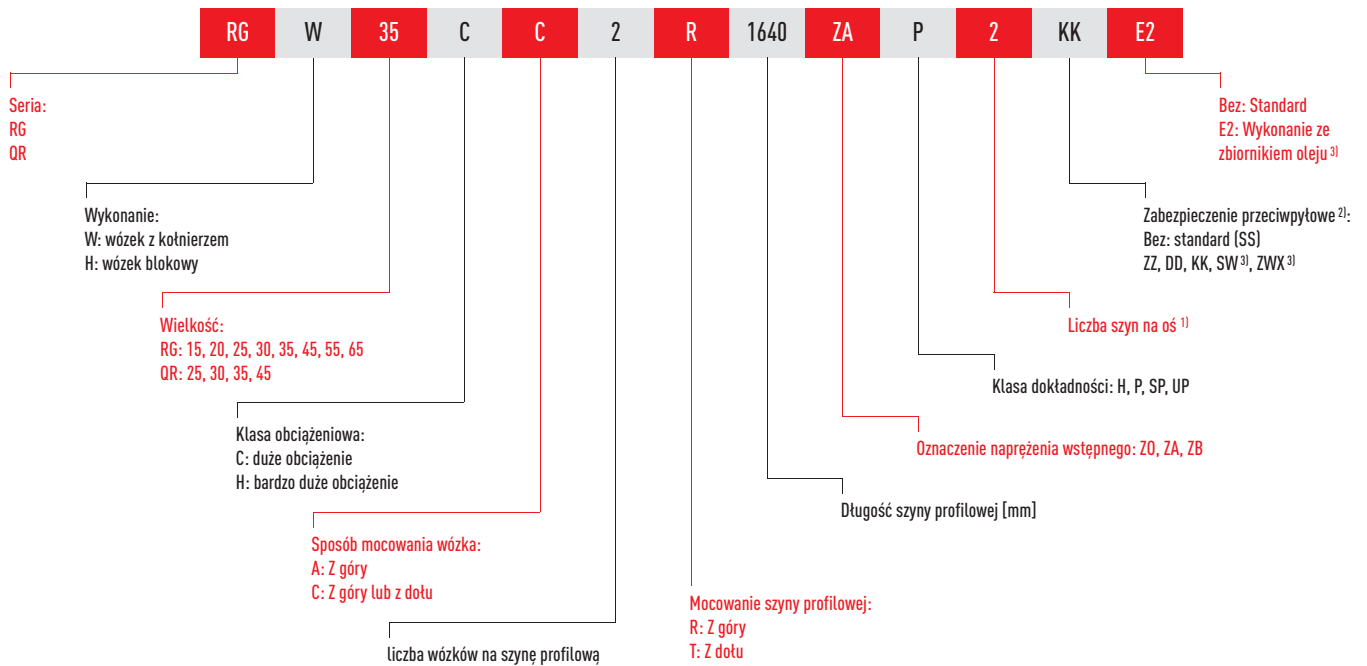 RG W 35 C C 2 R 1640 ZA P 2 KK E2
Seria:
RG
QR
Bez: Standard
E2: Wykonanie ze
zbiornikiem oleju 3)
Wykonanie:
W: wózek z kołnierzem
H: wózek blokowy
Zabezpieczenie przeciwpyłowe 2):
Bez: standard (SS)
ZZ, DD, KK, SW 3), ZWX 3)
Wielkość:
RG: 15, 20, 25, 30, 35, 45, 55, 65
QR: 25, 30, 35, 45
Liczba szyn na oś 1)
Klasa dokładności: H, P, SP, UP
Klasa obciążeniowa:
C: duże obciążenie
H: bardzo duże obciążenie
Oznaczenie naprężenia wstępnego: ZO, ZA, ZB
Długość szyny profilowej [mm]
Sposób mocowania wózka:
A: Z góry
C: Z góry lub z dołu
Mocowanie szyny profilowej:
R: Z góry
T: Z dołu
liczba wózków na szynę profilową